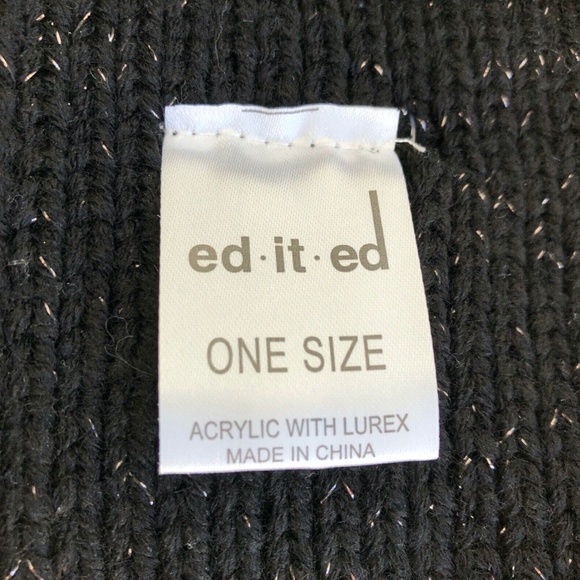 ed·it·ed
ONE SIZE
ACRYLIC WITH LUREX
MADE IN CHINA